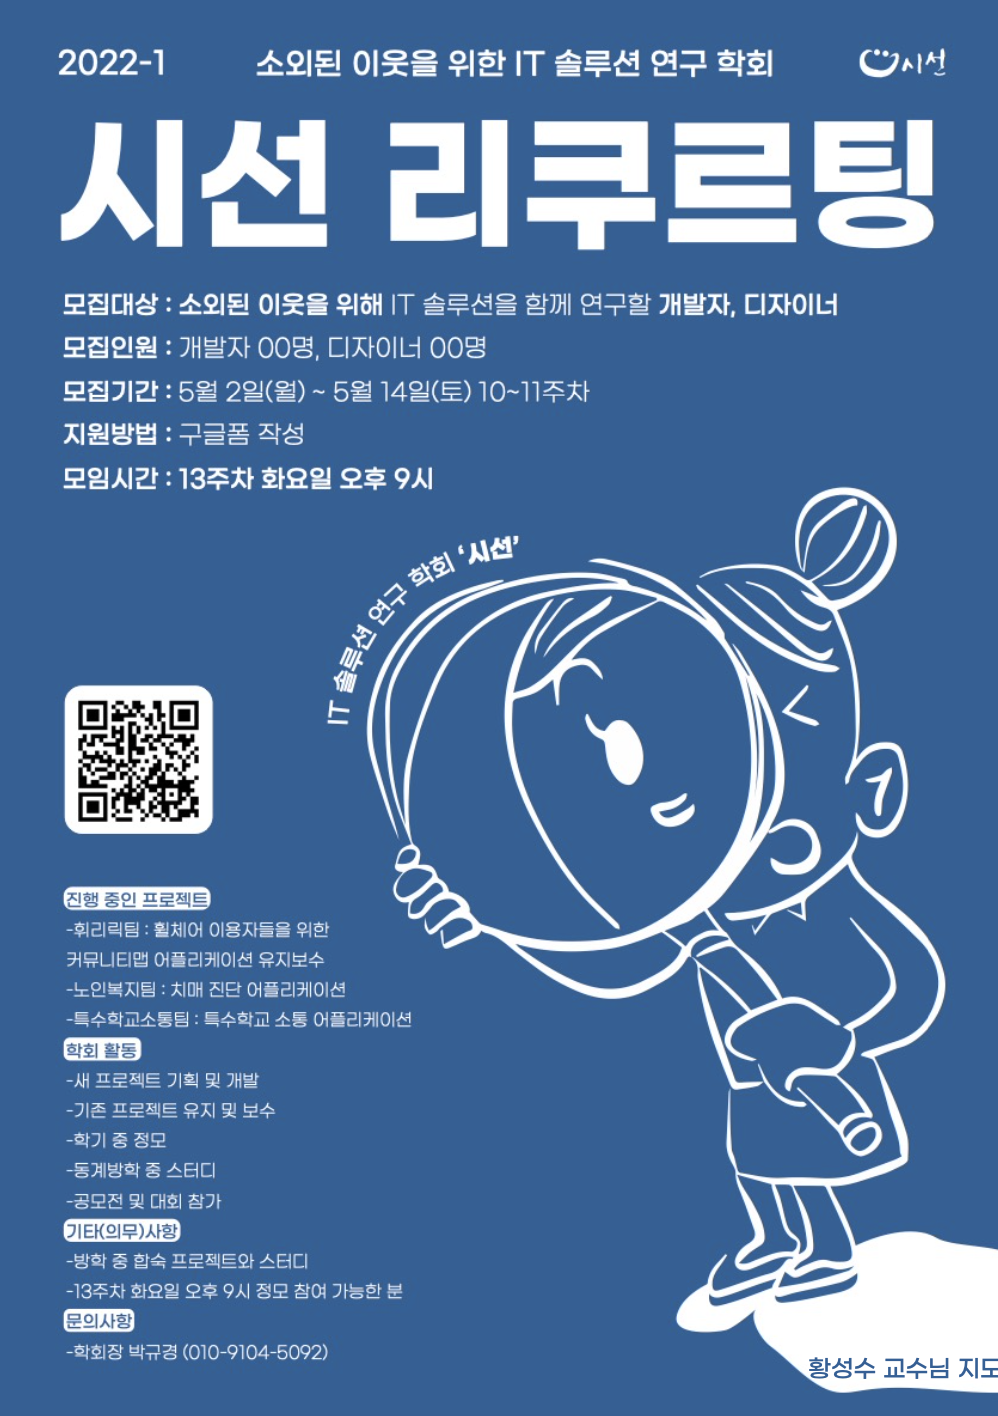 2022-1
소외된 이웃을 위한 IT 솔루션 연구 학회
시선
시선 리쿠르팅
모집대상 : 소외된 이웃을 위해 IT 솔루션을 함께 연구할 개발자, 디자이너
모집인원 : 개발자 00명, 디자이너 00명
모집기간 : 5월 2일(월) ~ 5월 14일(토) 10~11주차
지원방법 : 구글폼 작성
모임시간 : 13주차 화요일 오후 9시
IT 솔루션 연구 학회 ‘시선’
진행 중인 프로젝트
-휘리릭팀 : 휠체어 이용자들을 위한
커뮤니티맵 어플리케이션 유지보수
-노인복지팀 : 치매 진단 어플리케이션
-특수학교소통팀 : 특수학교 소통 어플리케이션
학회 활동
-새 프로젝트 기획 및 개발
-기존 프로젝트 유지 및 보수
-학기 중 정모
-동계방학 중 스터디
-공모전 및 대회 참가
기타(의무)사항
-방학 중 합숙 프로젝트와 스터디
-13주차 화요일 오후 9시 정모 참여 가능한 분
문의사항
-학회장 박규경 (010-9104-5092)
황성수 교수님 지도